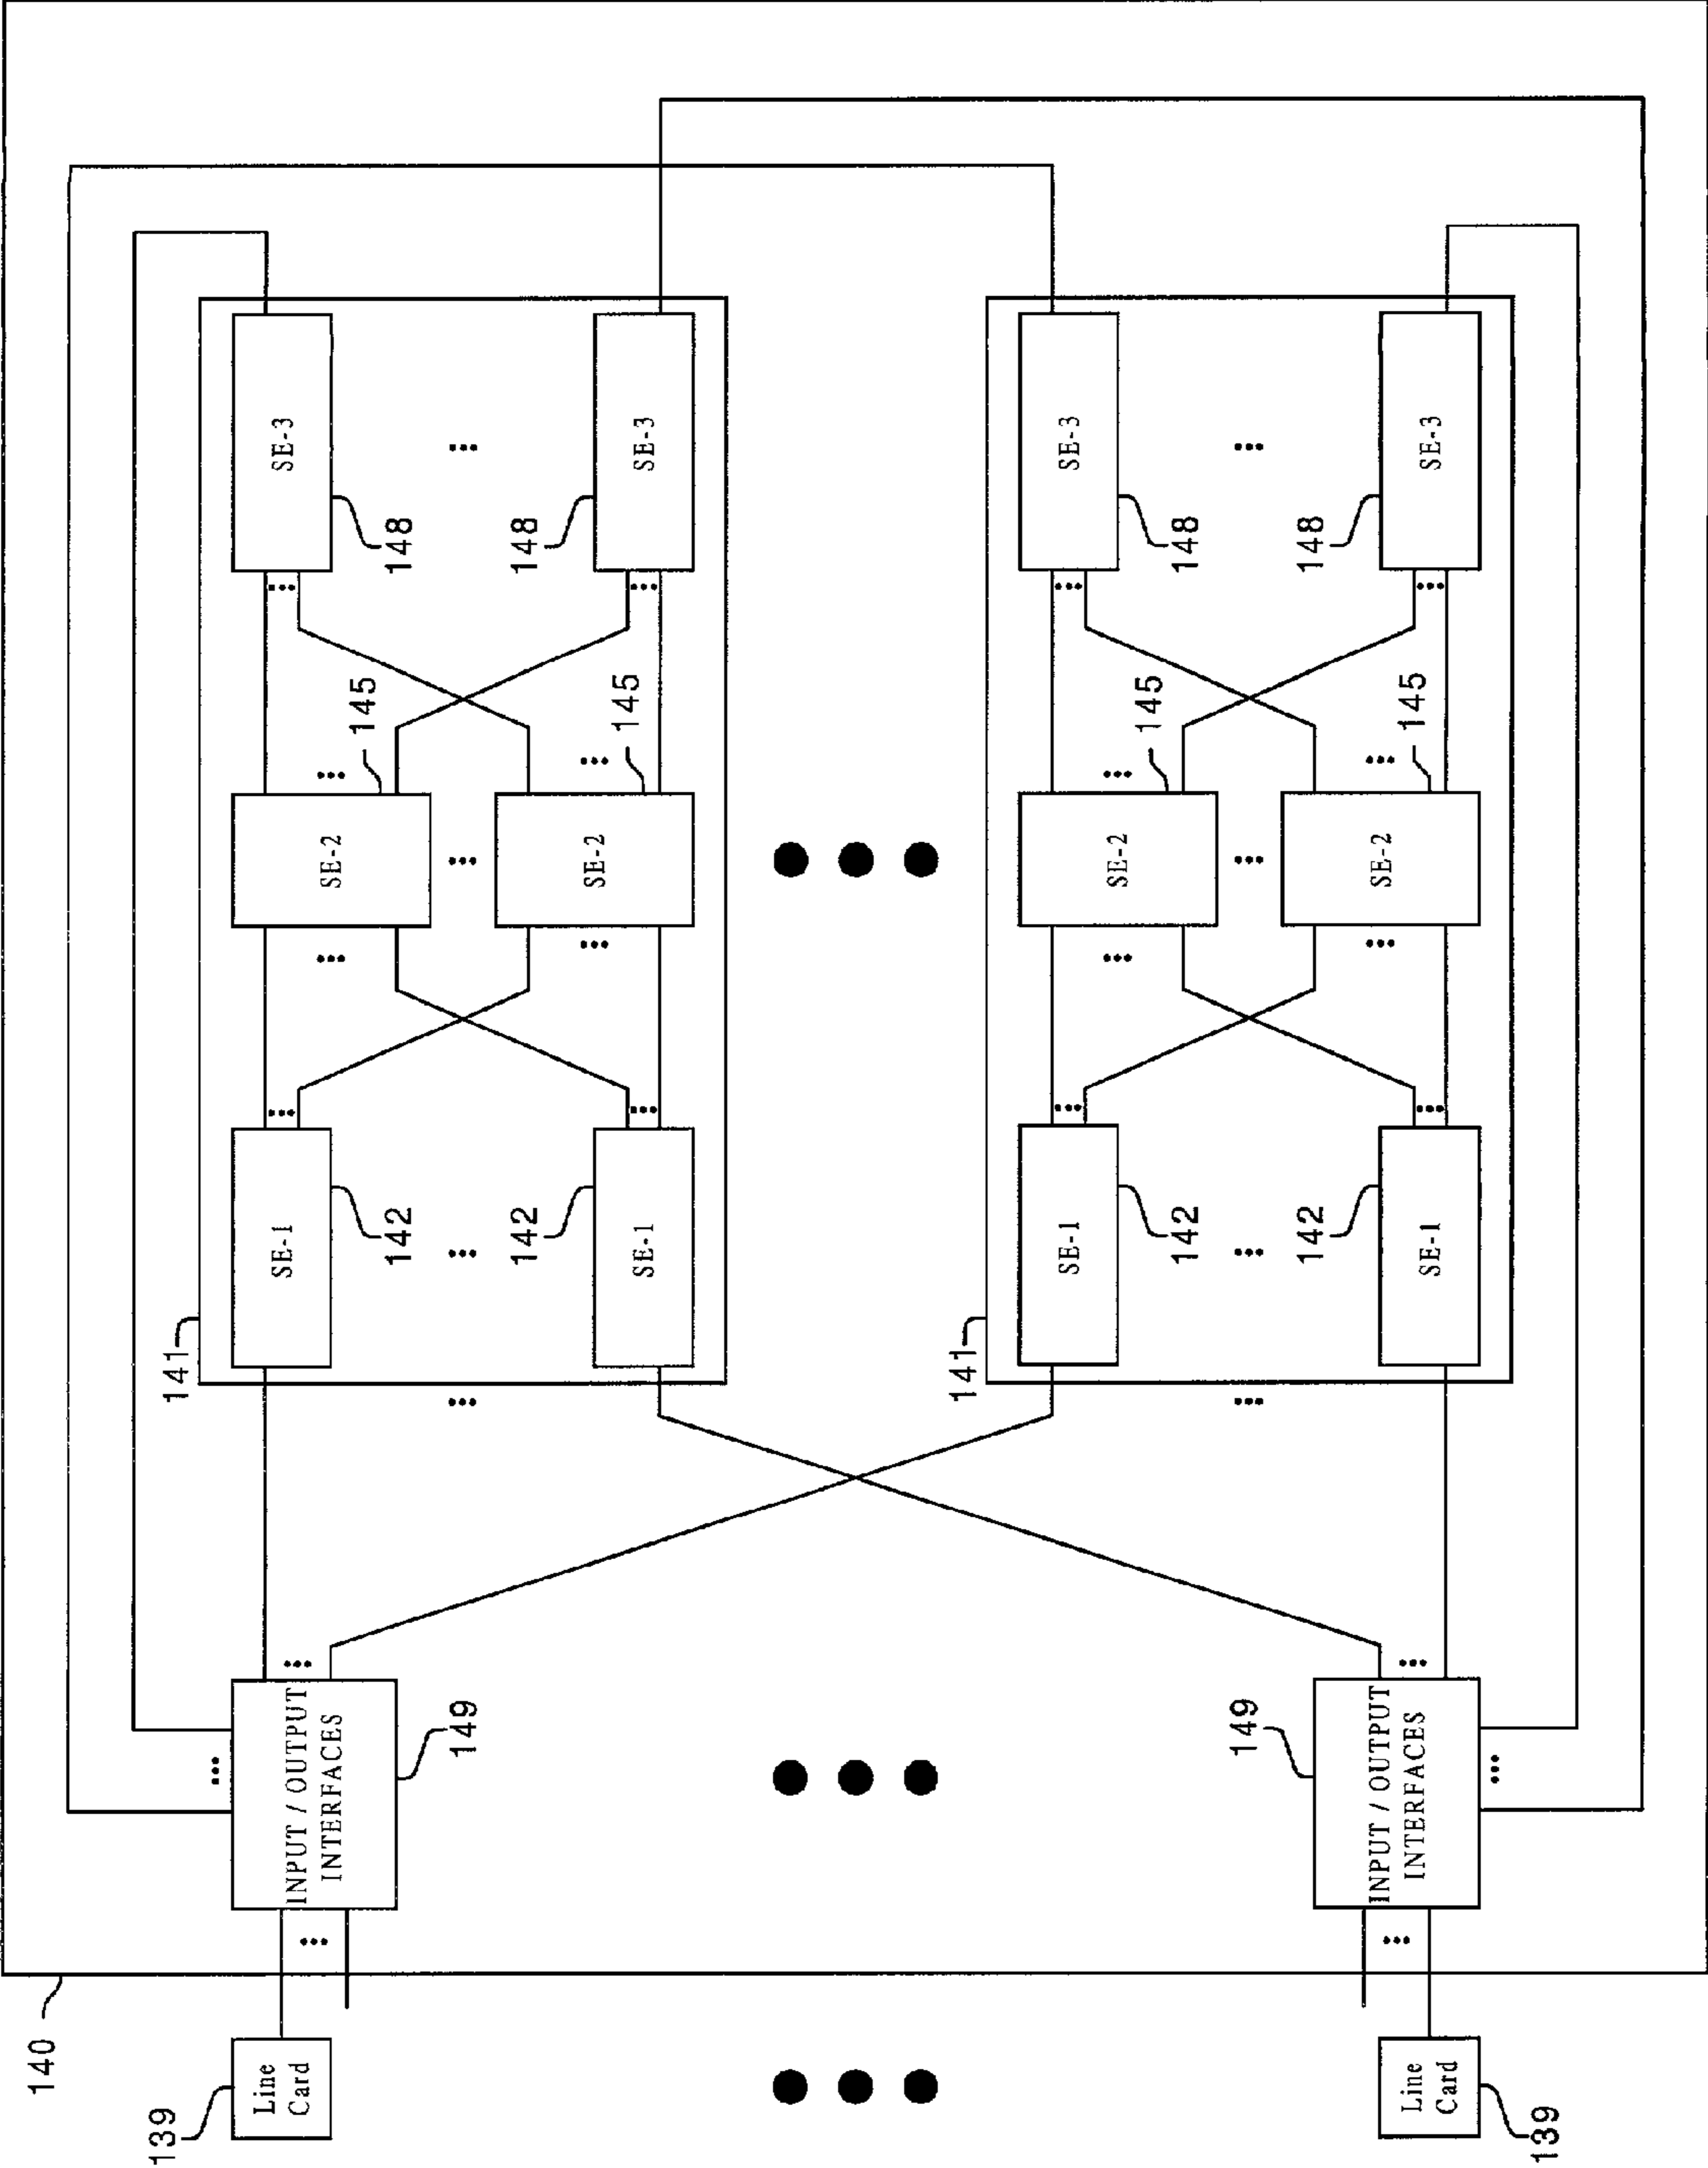 140
139
141
Line
Card
INPUT / OUTPUT
INTERFACES
SE-1
SE-2
SE-3
145
142
148
149
142
148
SE-2
145
SE-1
SE-3
141
SE-1
SE-2
SE-3
145
142
148
149
142
148
145
Line
Card
INPUT / OUTPUT
INTERFACES
SE-1
SE-2
SE-3
139